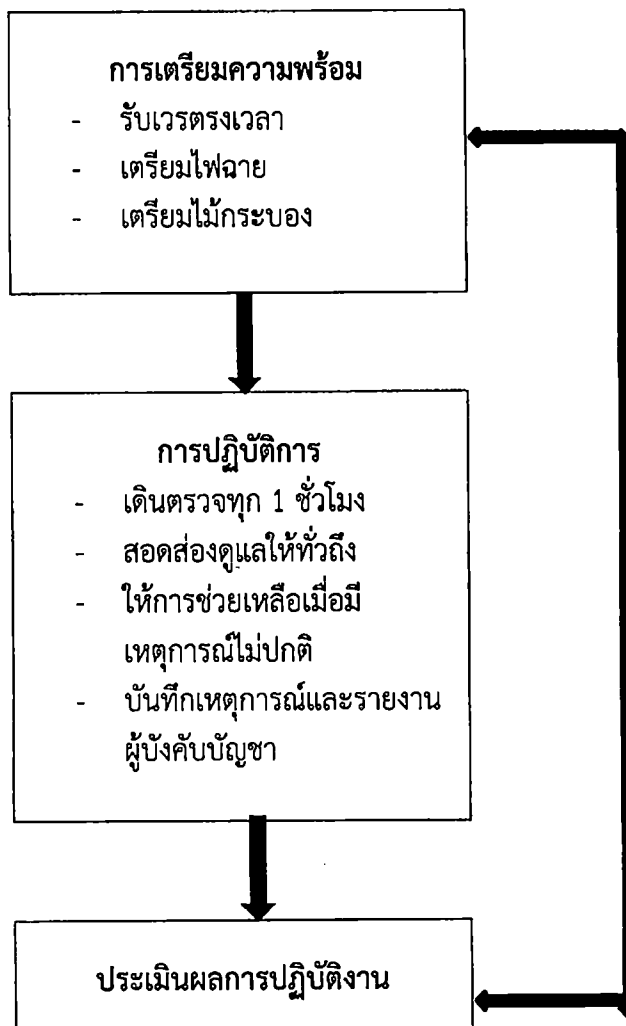 การเตรียมความพร้อม
- รับเวรตรงเวลา
- เตรียมไฟฉาย
- เตรียมไม้กระบอง
การปฏิบัติการ
- เดินตรวจทุก 1 ชั่วโมง
- สอดส่องดูแลให้ทั่วถึง
- ให้การช่วยเหลือเมื่อมี
เหตุการณ์ไม่ปกติ
- บันทึกเหตุการณ์และรายงาน
ผู้บังคับบัญชา
ประเมินผลการปฏิบัติงาน